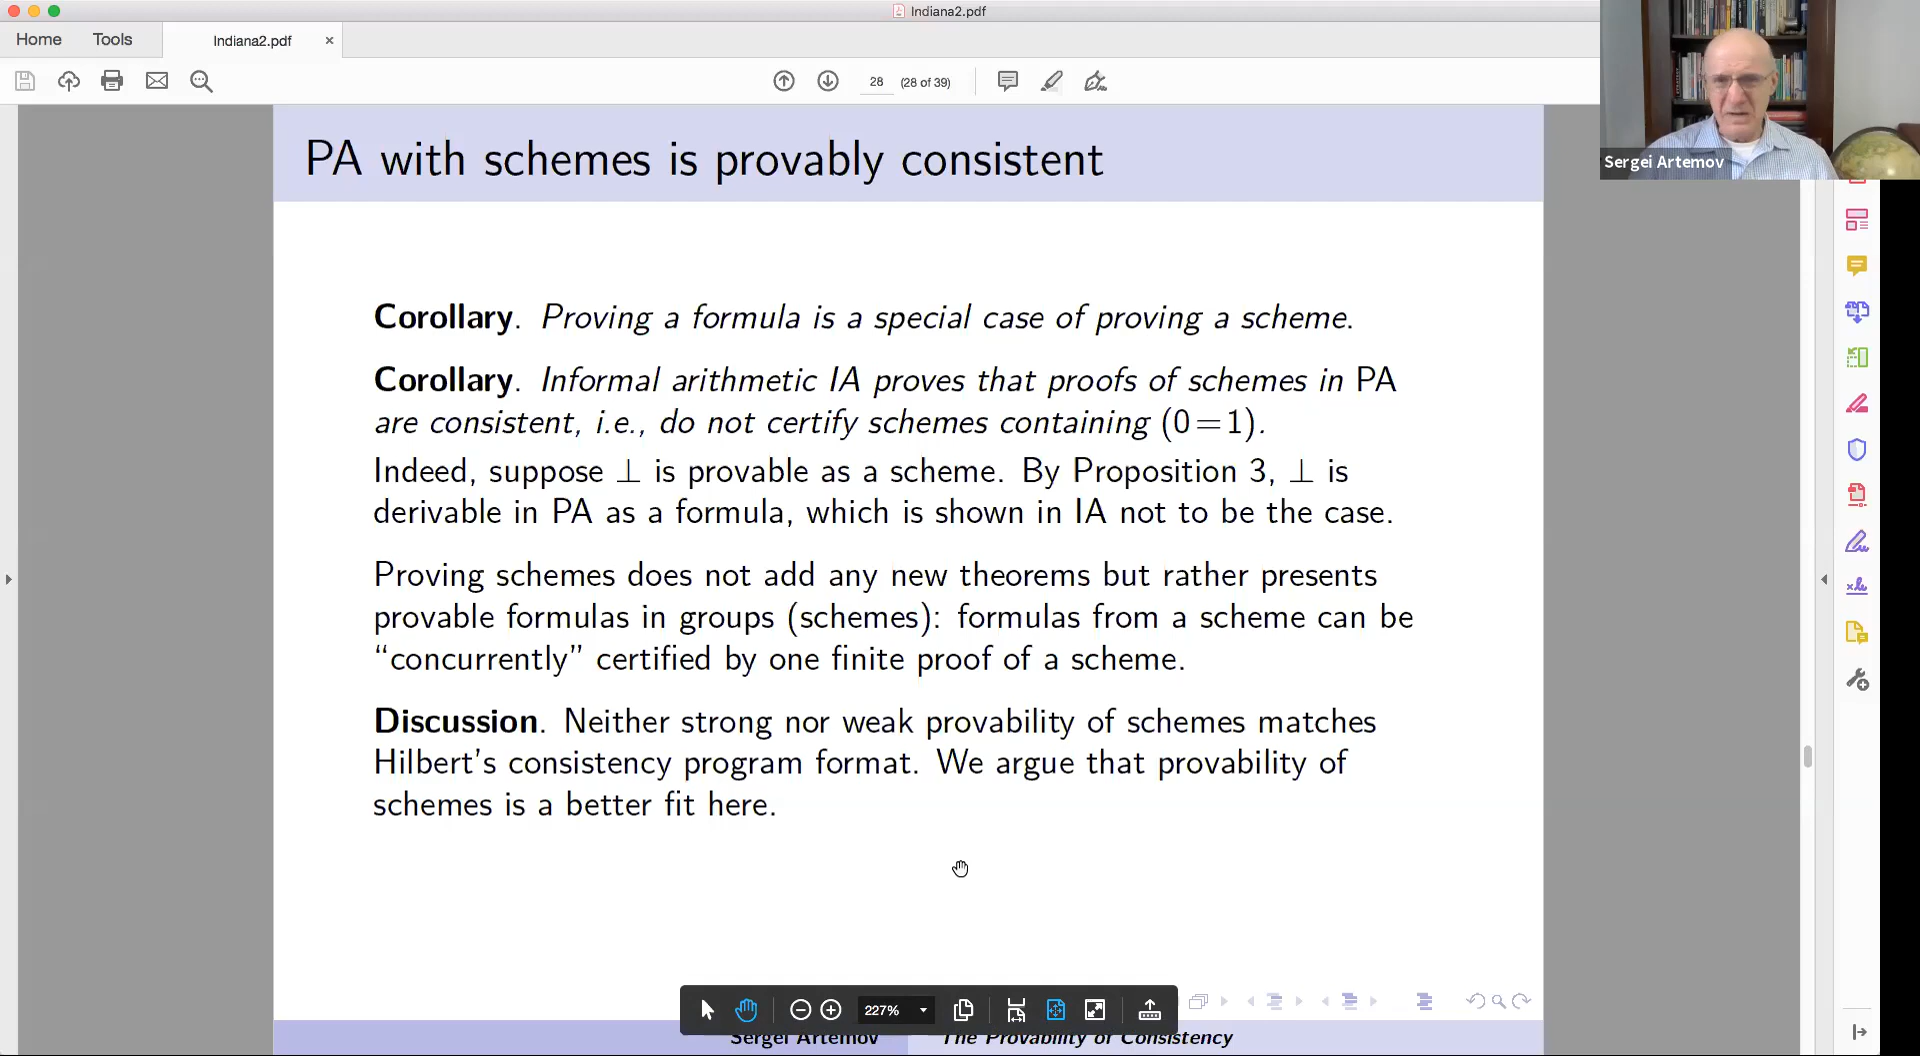 Indiana2.pdf
Home
Tools
Indiana2.pdf
28
(28 of 39)
Sergei Artemov
PA with schemes is provably consistent
Corollary. Proving a formula is a special case of proving a scheme.
Corollary. Informal arithmetic IA proves that proofs of schemes in PA
are consistent, i.e., do not certify schemes containing (0=1).
Indeed, suppose ⊥ is provable as a scheme. By Proposition 3, ⊥ is
derivable in PA as a formula, which is shown in IA not to be the case.
Proving schemes does not add any new theorems but rather presents
provable formulas in groups (schemes): formulas from a scheme can be
“concurrently” certified by one finite proof of a scheme.
Discussion. Neither strong nor weak provability of schemes matches
Hilbert's consistency program format. We argue that provability of
schemes is a better fit here.
227%
Sergei Artemov
The Provability of Consistency